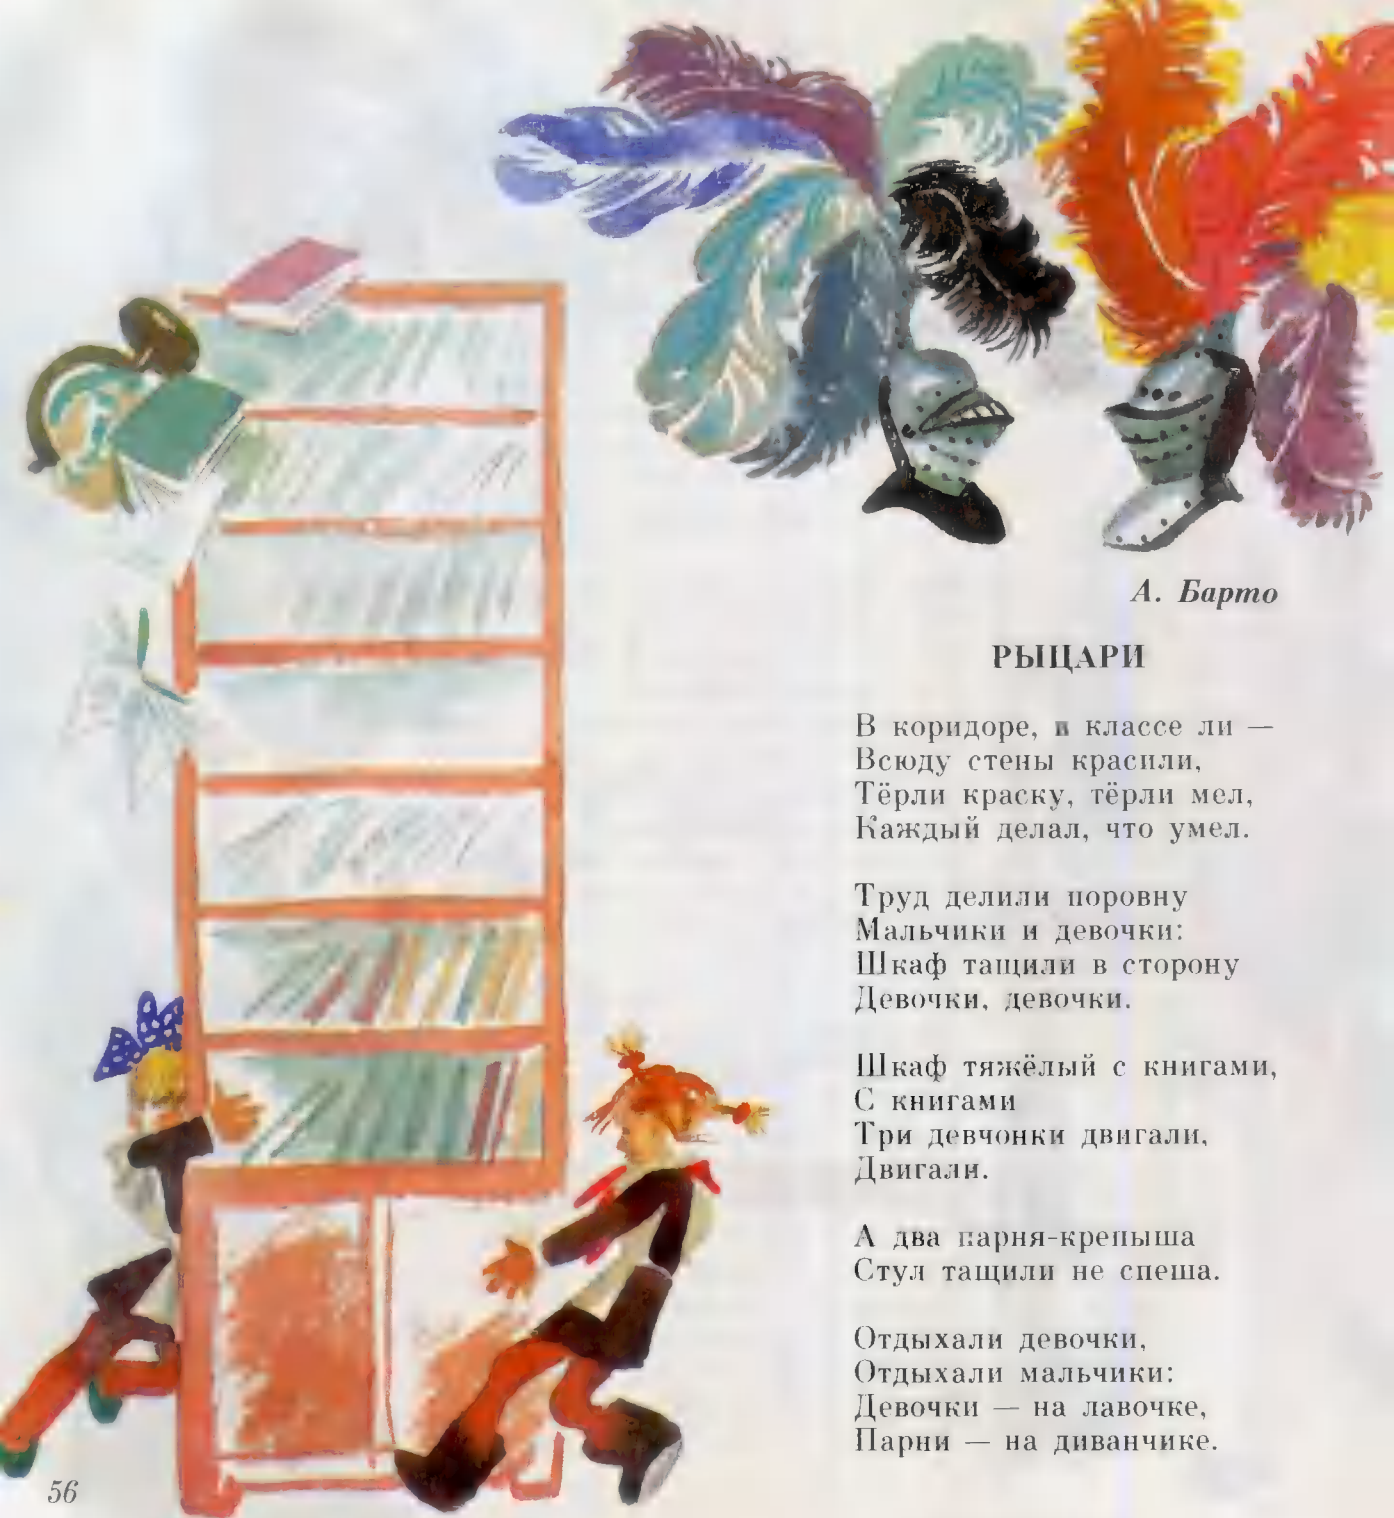 А. Барто
РЫЦАРИ
В коридоре, в классе ли —
Всюду стены красили,
Тёрли краску, тёрли мел,
Каждый делал, что умел.
Труд делили поровну
Мальчики и девочки:
Шкаф тащили в сторону
Девочки, девочки.
Шкаф тяжёлый с книгами,
С книгами
Три девчонки двигали,
Двигали.
А два парня-крепыша
Стул тащили не спеша.
Отдыхали девочки,
Отдыхали мальчики:
Девочки — на лавочке,
Парни — на диванчике.
56